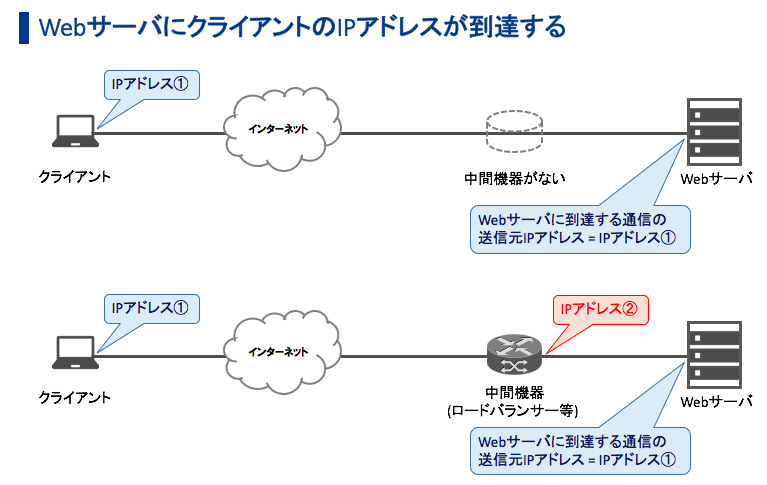 WebサーバにクライアントのIPアドレスが到達する
IPアドレス①
インターネット
クライアント
中間機器がない
Webサーバ
Webサーバに到達する通信の
送信元IPアドレス = IPアドレス①
IPアドレス①
IPアドレス②
インターネット
クライアント
中間機器
(ロードバランサー等)
Webサーバ
Webサーバに到達する通信の
送信元IPアドレス = IPアドレス①